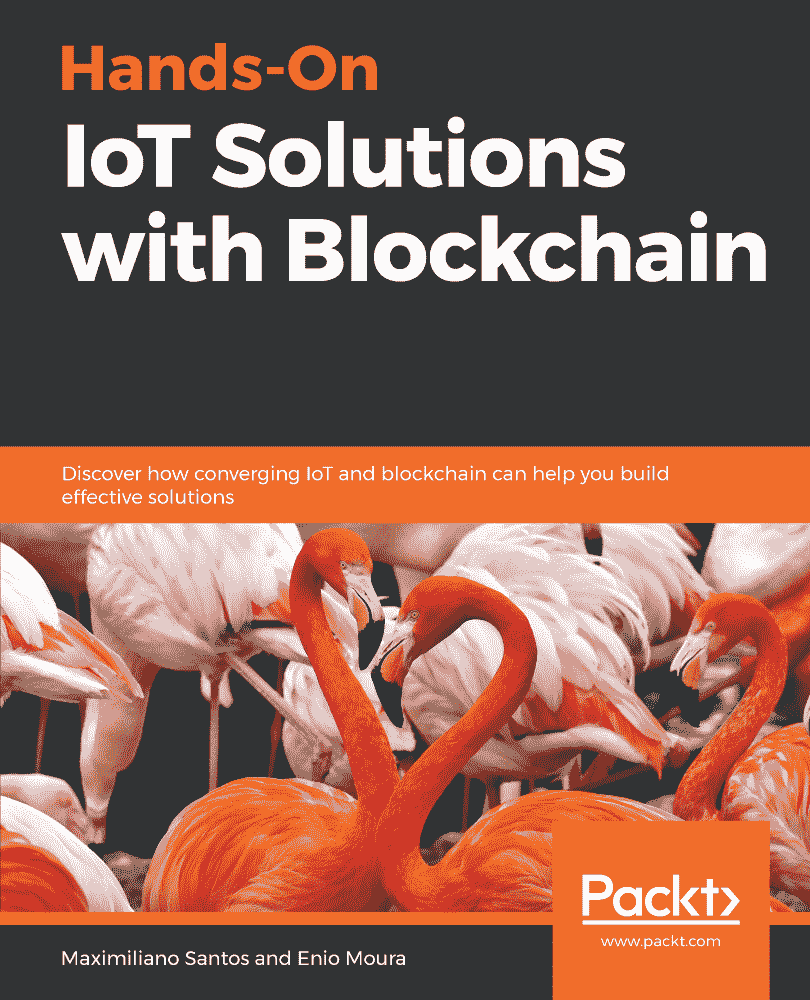 Hands-On
IoT Solutions
with Blockchain
Discover how converging IoT and blockchain can help you build
effective solutions
Packt>
www.packt.com
Maximiliano Santos and Enio Moura